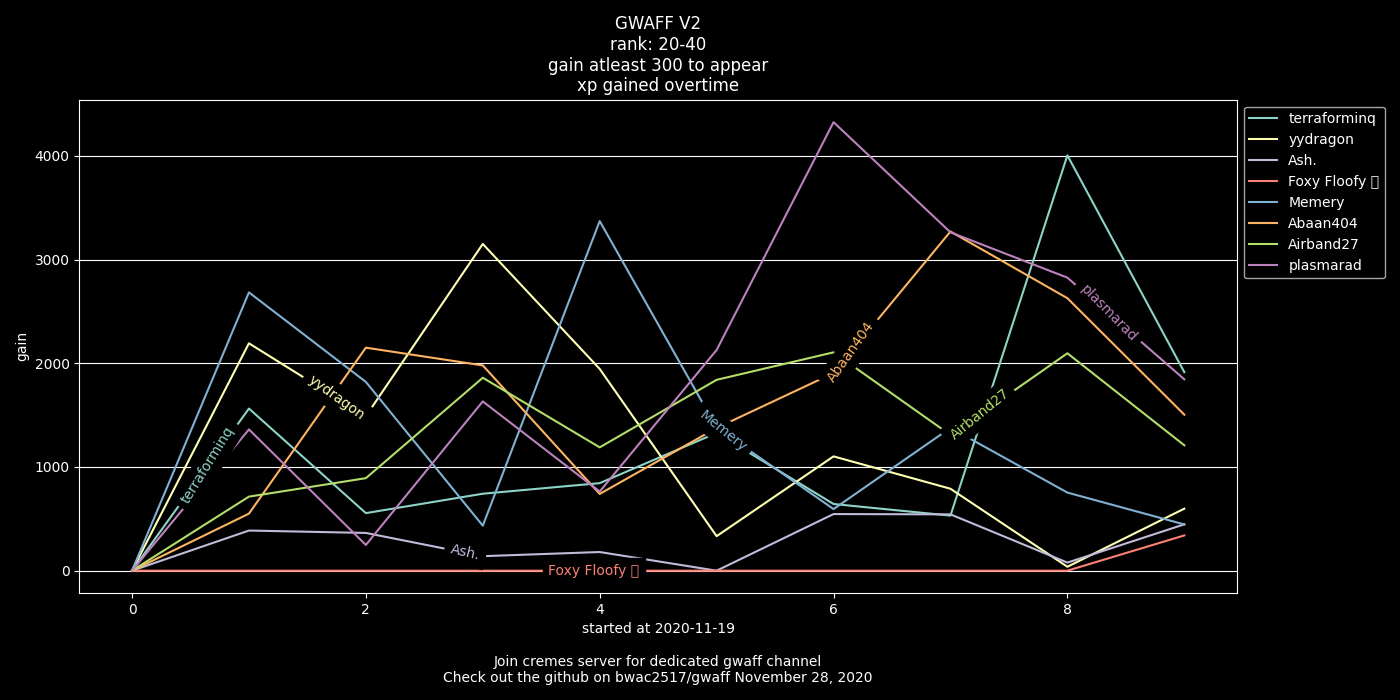 GWAFF V2
rank: 20-40
gain atleast 300 to appear
xp gained overtime
gain
4000
3000
2000
1000
0
0 2 4 6 8
terraforminq
yydragon
Ash.
Foxy Floofy
Memery
Abaan404
Airband27
plasmarad
terraforminq
yydragon
Ash.
Foxy Floofy
Memery
Abaan404
Airband27
plasmarad
started at 2020-11-19
Join cremes server for dedicated gwaff channel
Check out the github on bwac2517/gwaff November 28, 2020